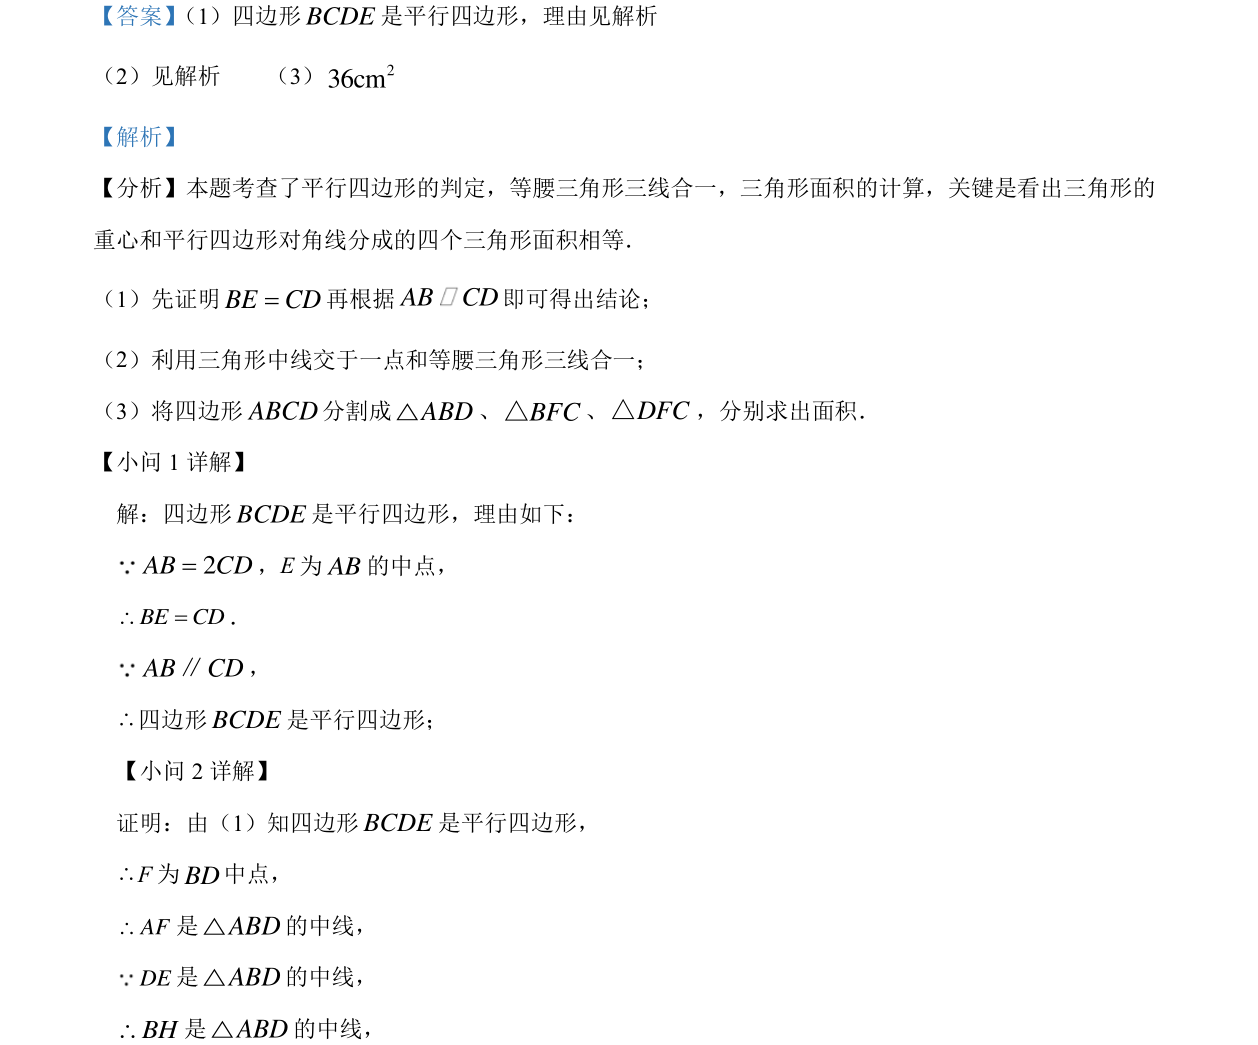 【答案】（1）四边形 BCDE 是平行四边形，理由见解析
（2）见解析 （3）36cm²
【解析】
【分析】本题考查了平行四边形的判定，等腰三角形三线合一，三角形面积的计算，关键是看出三角形的
重心和平行四边形对角线分成的四个三角形面积相等．
（1）先证明 BE = CD 再根据 AB CD 即可得出结论；
（2）利用三角形中线交于一点和等腰三角形三线合一；
（3）将四边形 ABCD 分割成 △ABD 、△BFC 、△DFC ，分别求出面积．
【小问 1 详解】
解：四边形 BCDE 是平行四边形，理由如下：
∵ AB = 2CD ，E 为 AB 的中点，
∴ BE = CD ．
∵ AB ∥ CD ，
∴四边形 BCDE 是平行四边形；
【小问 2 详解】
证明：由（1）知四边形 BCDE 是平行四边形，
∴F 为 BD 中点，
∴ AF 是 △ABD 的中线，
∵ DE 是 △ABD 的中线，
∴ BH 是 △ABD 的中线，